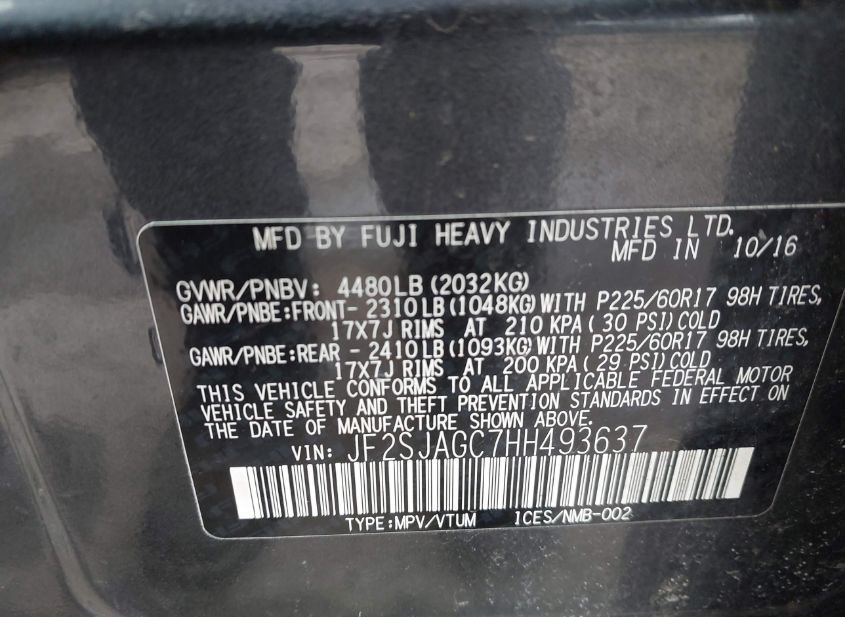 MFD BY FUJI HEAVY INDUSTRIES LTD.
MFD IN 10/16
GVWR/PNBV: 4480LB(2032KG)
GAWR/PNBE:FRONT- 2310LB(1048KG)WITH P225/60R17 98H TIRES,
17X7J RIMS AT 210 KPA( 30 PSI)COLD
GAWR/PNBE:REAR - 2410LB(1093KG)WITH P225/60R17 98H TIRES,
17X7J RIMS AT 200 KPA( 29 PSI)COLD
THIS VEHICLE CONFORMS TO ALL APPLICABLE FEDERAL MOTOR
VEHICLE SAFETY AND THEFT PREVENTION STANDARDS IN EFFECT ON
THE DATE OF MANUFACTURE SHOWN ABOVE.
VIN: JF2SJAGC7HH493637
TYPE:MPV/VTUM ICES/NMB-002